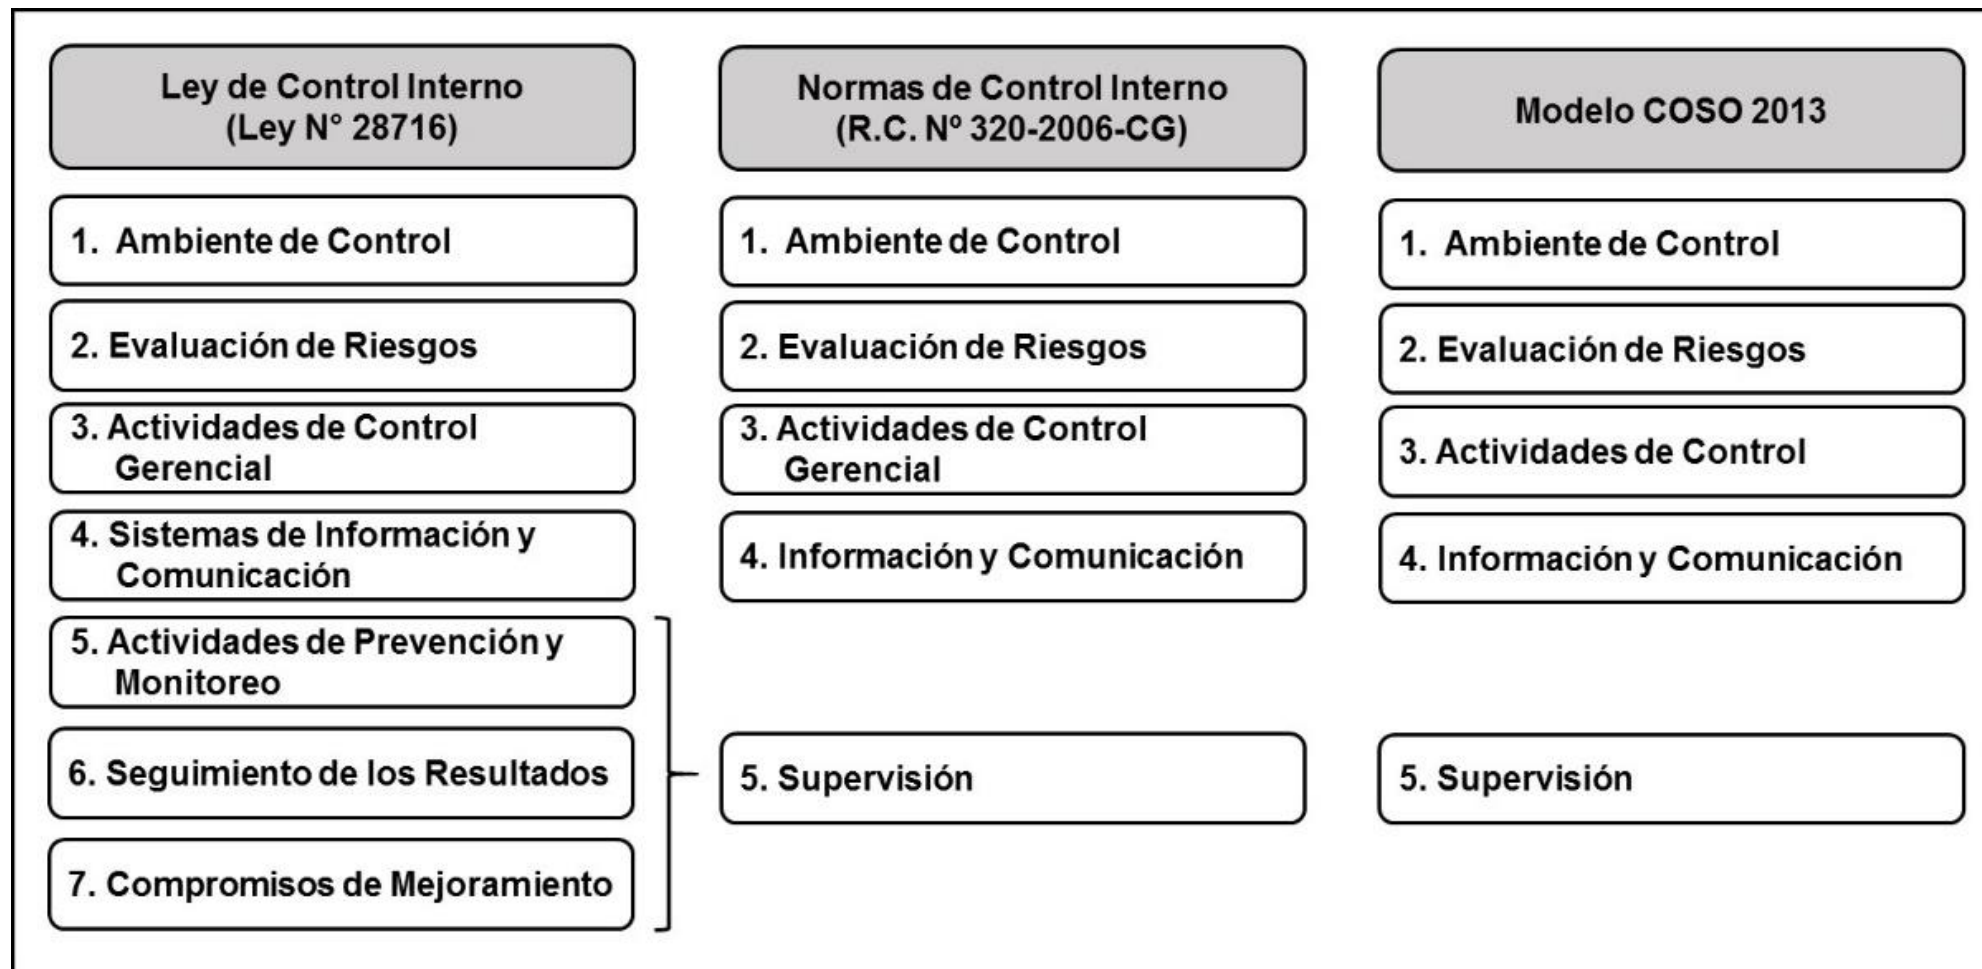 Ley de Control Interno
(Ley N° 28716)
1. Ambiente de Control
2. Evaluación de Riesgos
3. Actividades de Control
Gerencial
4. Sistemas de Información y
Comunicación
5. Actividades de Prevención y
Monitoreo
6. Seguimiento de los Resultados
7. Compromisos de Mejoramiento
Normas de Control Interno
(R.C. Nº 320-2006-CG)
1. Ambiente de Control
2. Evaluación de Riesgos
3. Actividades de Control
Gerencial
4. Información y Comunicación
5. Supervisión
Modelo COSO 2013
1. Ambiente de Control
2. Evaluación de Riesgos
3. Actividades de Control
4. Información y Comunicación
5. Supervisión